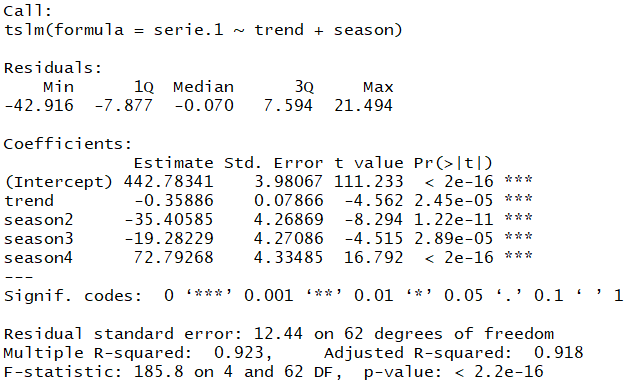 Call:
tslm(formula = serie.1 ~ trend + season)
Residuals:
    Min      1Q  Median      3Q     Max
-42.916  -7.877  -0.070   7.594  21.494
Coefficients:
             Estimate Std. Error t value Pr(>|t|)
(Intercept) 442.78341    3.98067 111.233  < 2e-16 ***
trend        -0.35886    0.07866  -4.562 2.45e-05 ***
season2     -35.40585    4.26869  -8.294 1.22e-11 ***
season3     -19.28229    4.27086  -4.515 2.89e-05 ***
season4      72.79268    4.33485  16.792  < 2e-16 ***
---
Signif. codes:  0 ‘***’ 0.001 ‘**’ 0.01 ‘*’ 0.05 ‘.’ 0.1 ‘ ’ 1
Residual standard error: 12.44 on 62 degrees of freedom
Multiple R-squared:  0.923,     Adjusted R-squared:  0.918
F-statistic: 185.8 on 4 and 62 DF,  p-value: < 2.2e-16